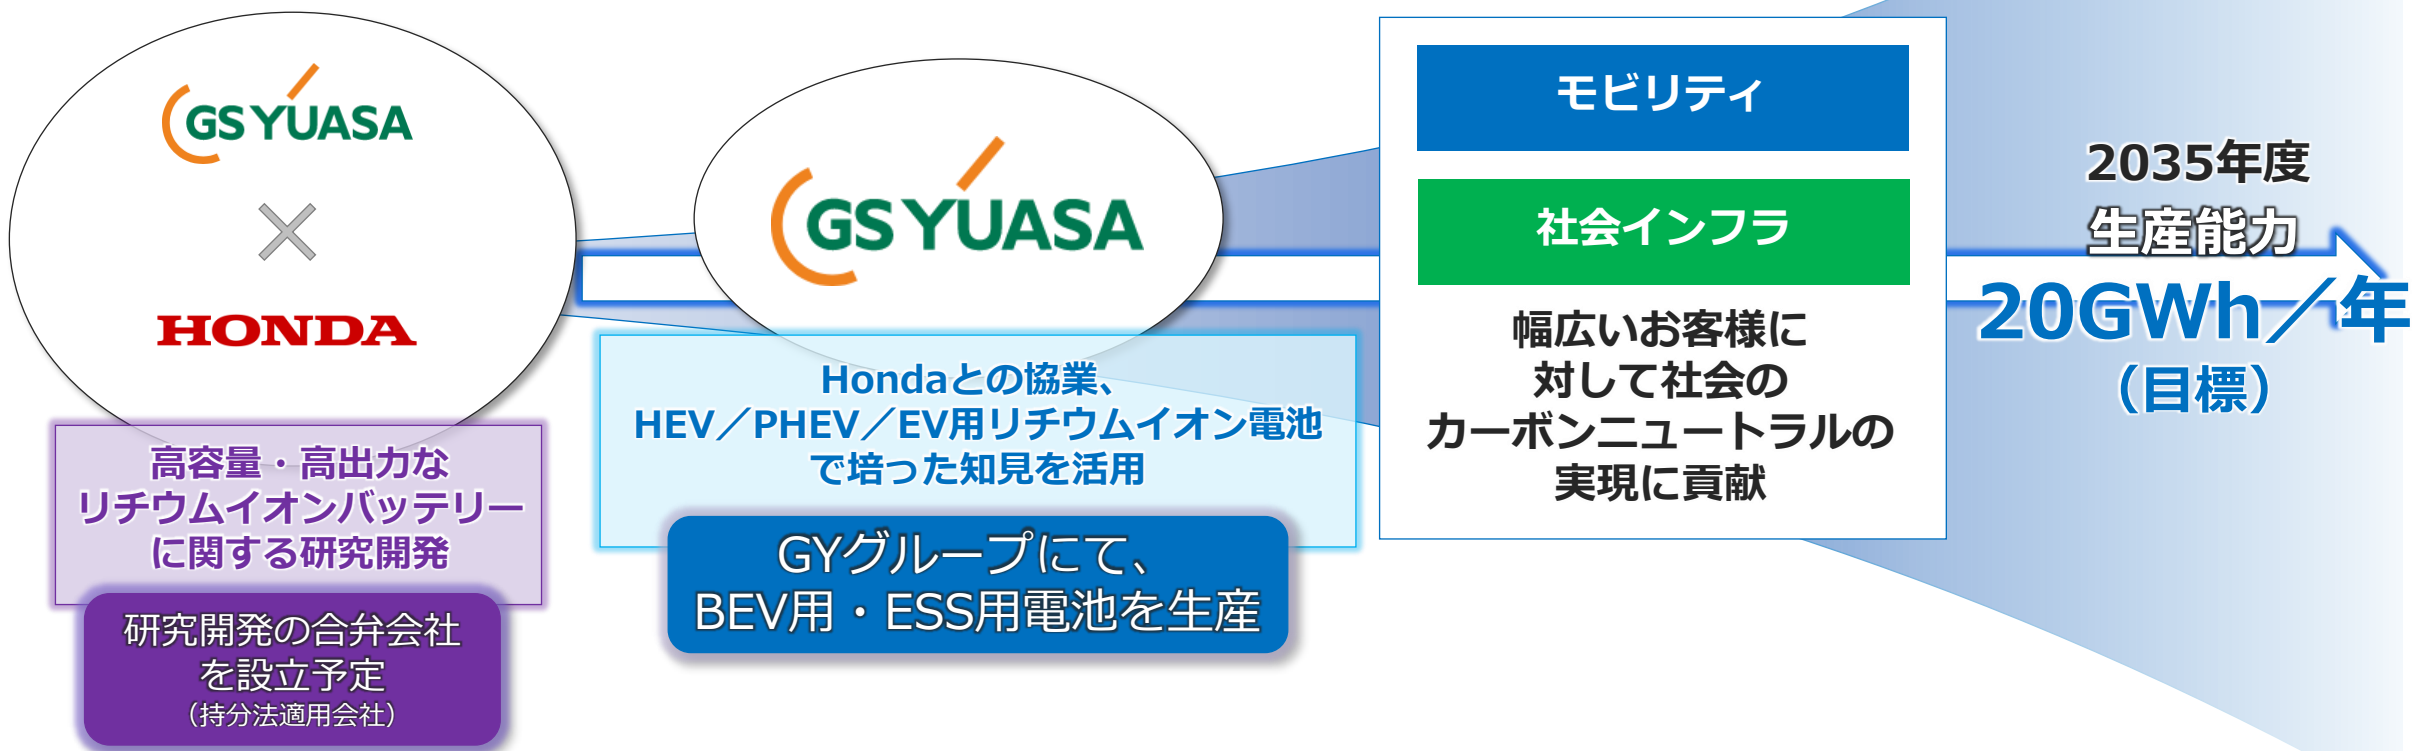 GS YUASA
HONDA
高容量・高出力な
リチウムイオンバッテリー
に関する研究開発
研究開発の合弁会社
を設立予定
（持分法適用会社）
GS YUASA
Hondaとの協業、
HEV／PHEV／EV用リチウムイオン電池
で培った知見を活用
GYグループにて、
BEV用・ESS用電池を生産
モビリティ
社会インフラ
幅広いお客様に
対して社会の
カーボンニュートラルの
実現に貢献
2035年度
生産能力
20GWh／年
（目標）